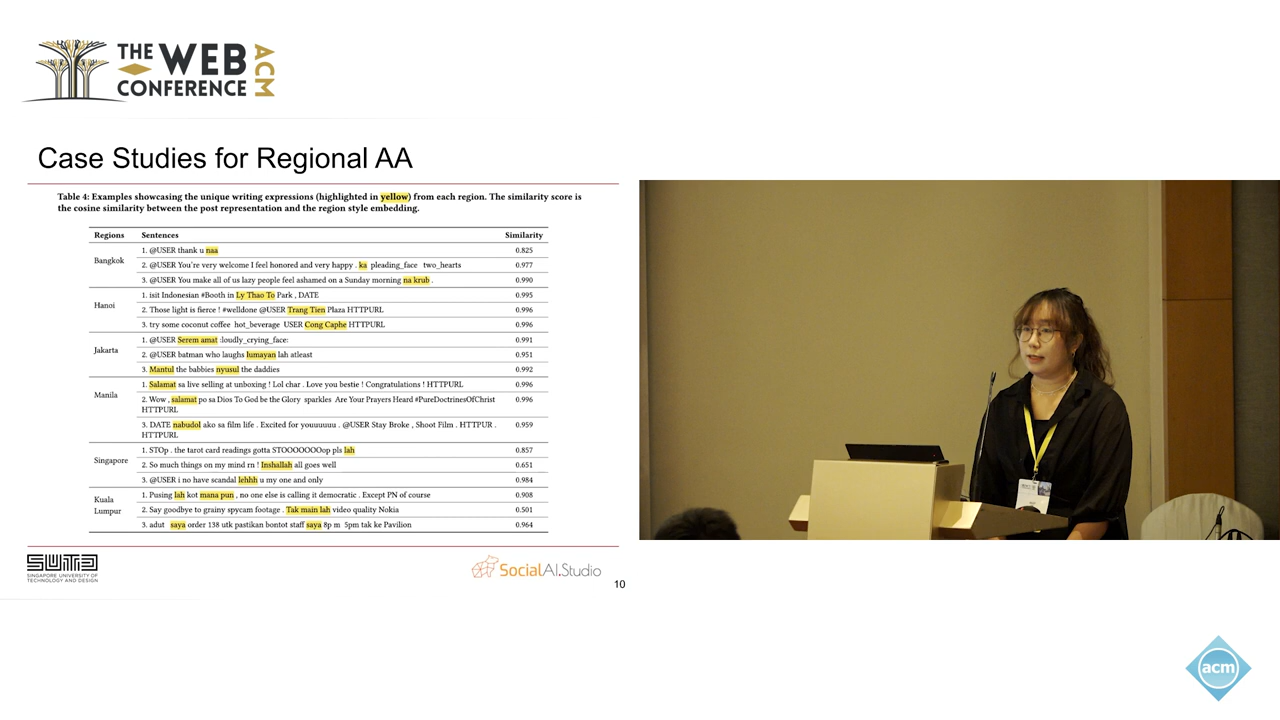 THE WEB
CONFERENCE
ACM
Case Studies for Regional AA
Table 4: Examples showcasing the unique writing expressions (highlighted in yellow) from each region. The similarity score is
the cosine similarity between the post representation and the region style embedding.
Regions Sentences Similarity
Bangkok
1. @USER thank u naa 0.825
2. @USER You're very welcome I feel honored and very happy . ka pleading_face two_hearts 0.977
3. @USER You make all of us lazy people feel ashamed on a Sunday morning na krub . 0.990
Hanoi
1. isit Indonesian #Booth in Ly Thao To Park , DATE 0.995
2. Those light is fierce ! #welldone @USER Trang Tien Plaza HTTPURL 0.996
3. try some coconut coffee hot_beverage USER Cong Caphe HTTPURL 0.996
Jakarta
1. @USER Serem amat :loudly_crying_face: 0.991
2. @USER batman who laughs lumayan lah atleast 0.951
3. Mantul the babbies nyusul the daddies 0.992
Manila
1. Salamat sa live selling at unboxing ! Lol char . Love you bestie ! Congratulations ! HTTPURL 0.996
2. Wow , salamat po sa Dios To God be the Glory sparkles Are Your Prayers Heard #PureDoctrinesOfChrist 0.996
HTTPURL
3. DATE nabudol ako sa film life . Excited for youuuuuu . @USER Stay Broke , Shoot Film . HTTPUR . 0.959
HTTPURL
Singapore
1. STOp . the tarot card readings gotta STOOOOOOop pls lah 0.857
2. So much things on my mind rn ! Inshallah all goes well 0.651
3. @USER i no have scandal lehhh u my one and only 0.984
Kuala
Lumpur
1. Pusing lah kot mana pun , no one else is calling it democratic . Except PN of course 0.908
2. Say goodbye to grainy spycam footage . Tak main lah video quality Nokia 0.501
3. adut saya order 138 utk pastikan bontot staff saya 8p m 5pm tak ke Pavilion 0.964
SUTD
SINGAPORE UNIVERSITY OF
TECHNOLOGY AND DESIGN
SocialAI.Studio
10
acm